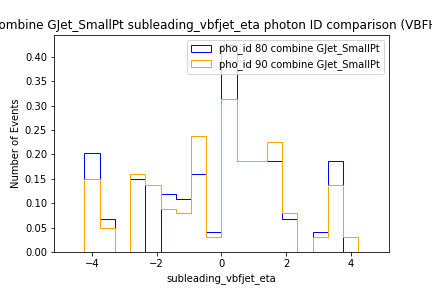 ombine GJet_SmallPt subleading_vbfjet_eta photon ID comparison (VBFH
pho_id 80 combine GJet_SmallPt
pho_id 90 combine GJet_SmallPt
Number of Events
0.40
0.35
0.30
0.25
0.20
0.15
0.10
0.05
0.00
−4
−2
0
2
4
subleading_vbfjet_eta